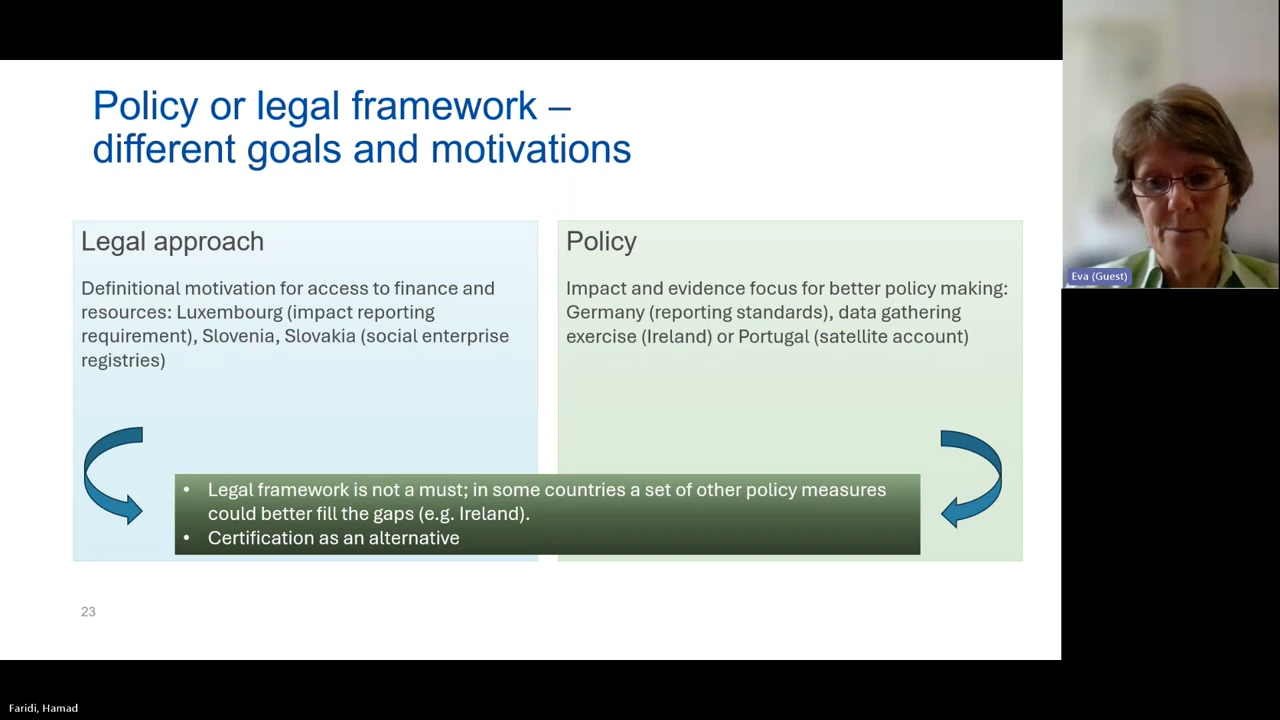 Policy or legal framework –
different goals and motivations
Legal approach
Definitional motivation for access to finance and
resources: Luxembourg (impact reporting
requirement), Slovenia, Slovakia (social enterprise
registries)
Policy
Impact and evidence focus for better policy making:
Germany (reporting standards), data gathering
exercise (Ireland) or Portugal (satellite account)
• Legal framework is not a must; in some countries a set of other policy measures
could better fill the gaps (e.g. Ireland).
• Certification as an alternative
23
Eva (Guest)
Faridi, Hamad